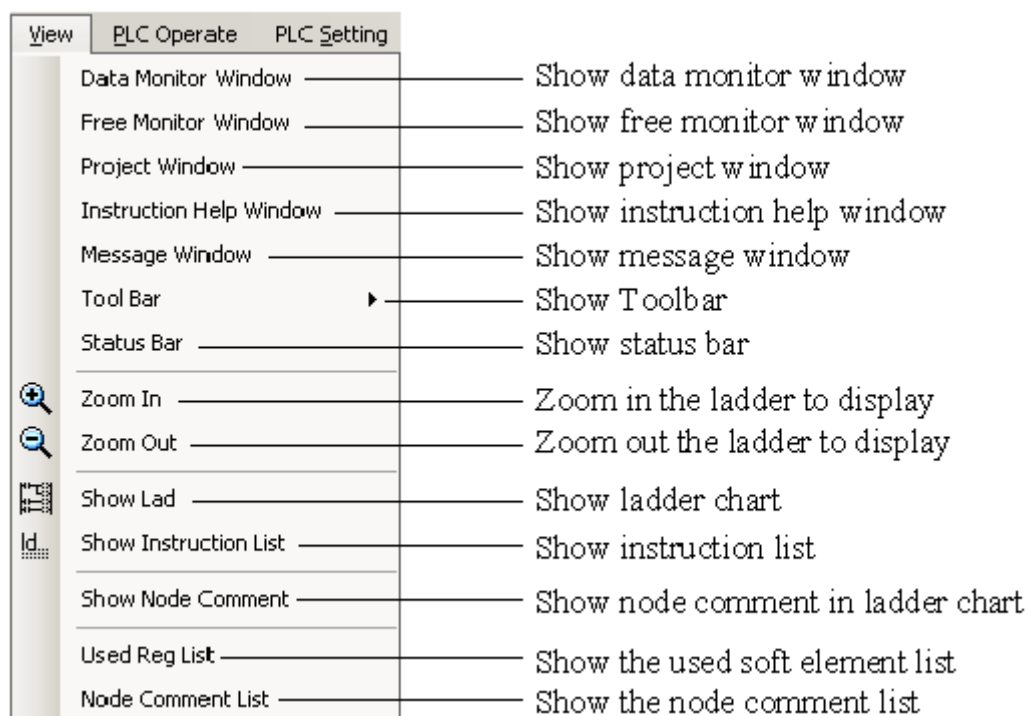 View PLC Operate PLC Setting
Data Monitor Window Show data monitor window
Free Monitor Window Show free monitor window
Project Window Show project window
Instruction Help Window Show instruction help window
Message Window Show message window
Tool Bar Show Toolbar
Status Bar Show status bar
Zoom In Zoom in the ladder to display
Zoom Out Zoom out the ladder to display
Show Lad Show ladder chart
ld... Show Instruction List Show instruction list
Show Node Comment Show node comment in ladder chart
Used Reg List Show the used soft element list
Node Comment List Show the node comment list